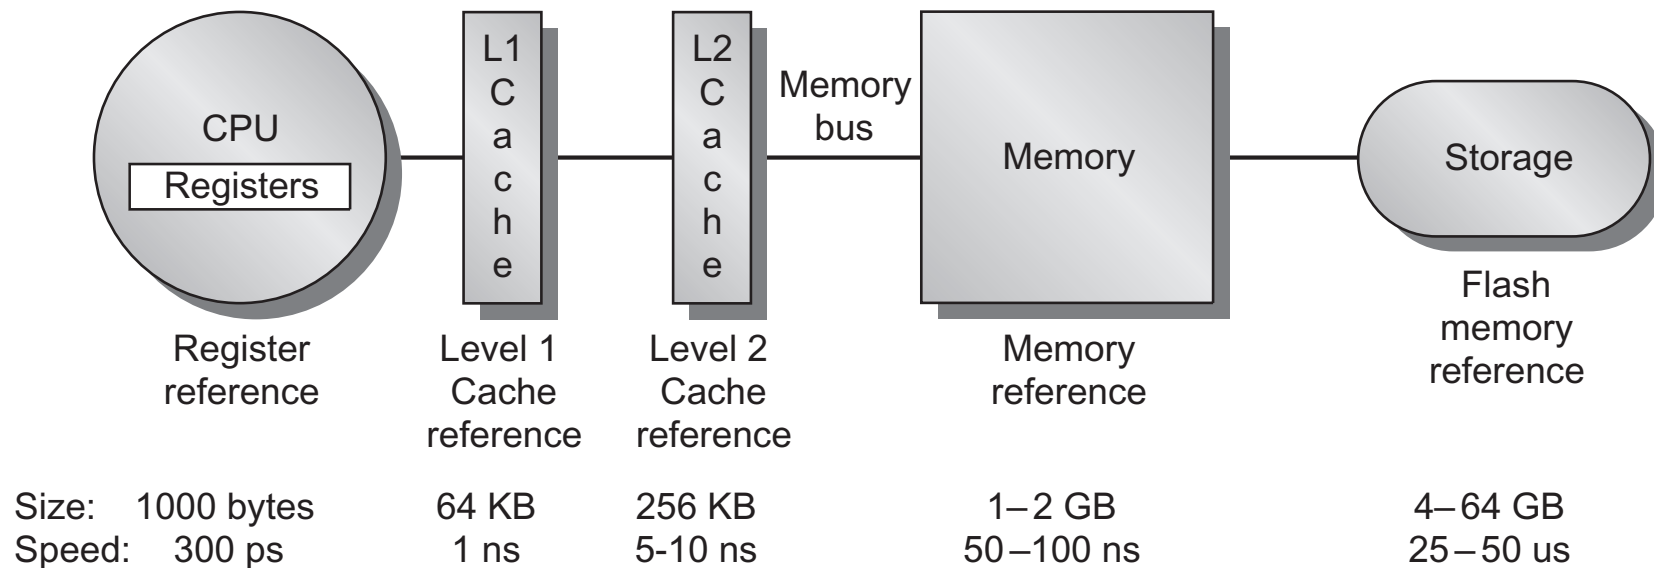 CPU
Registers
L1
C
a
c
h
e
L2
C
a
c
h
e
Memory
bus
Memory
Storage
Register
reference
Level 1
Cache
reference
Level 2
Cache
reference
Memory
reference
Flash
memory
reference
Size: 1000 bytes 64 KB 256 KB 1–2 GB 4–64 GB
Speed: 300 ps 1 ns 5-10 ns 50–100 ns 25–50 us